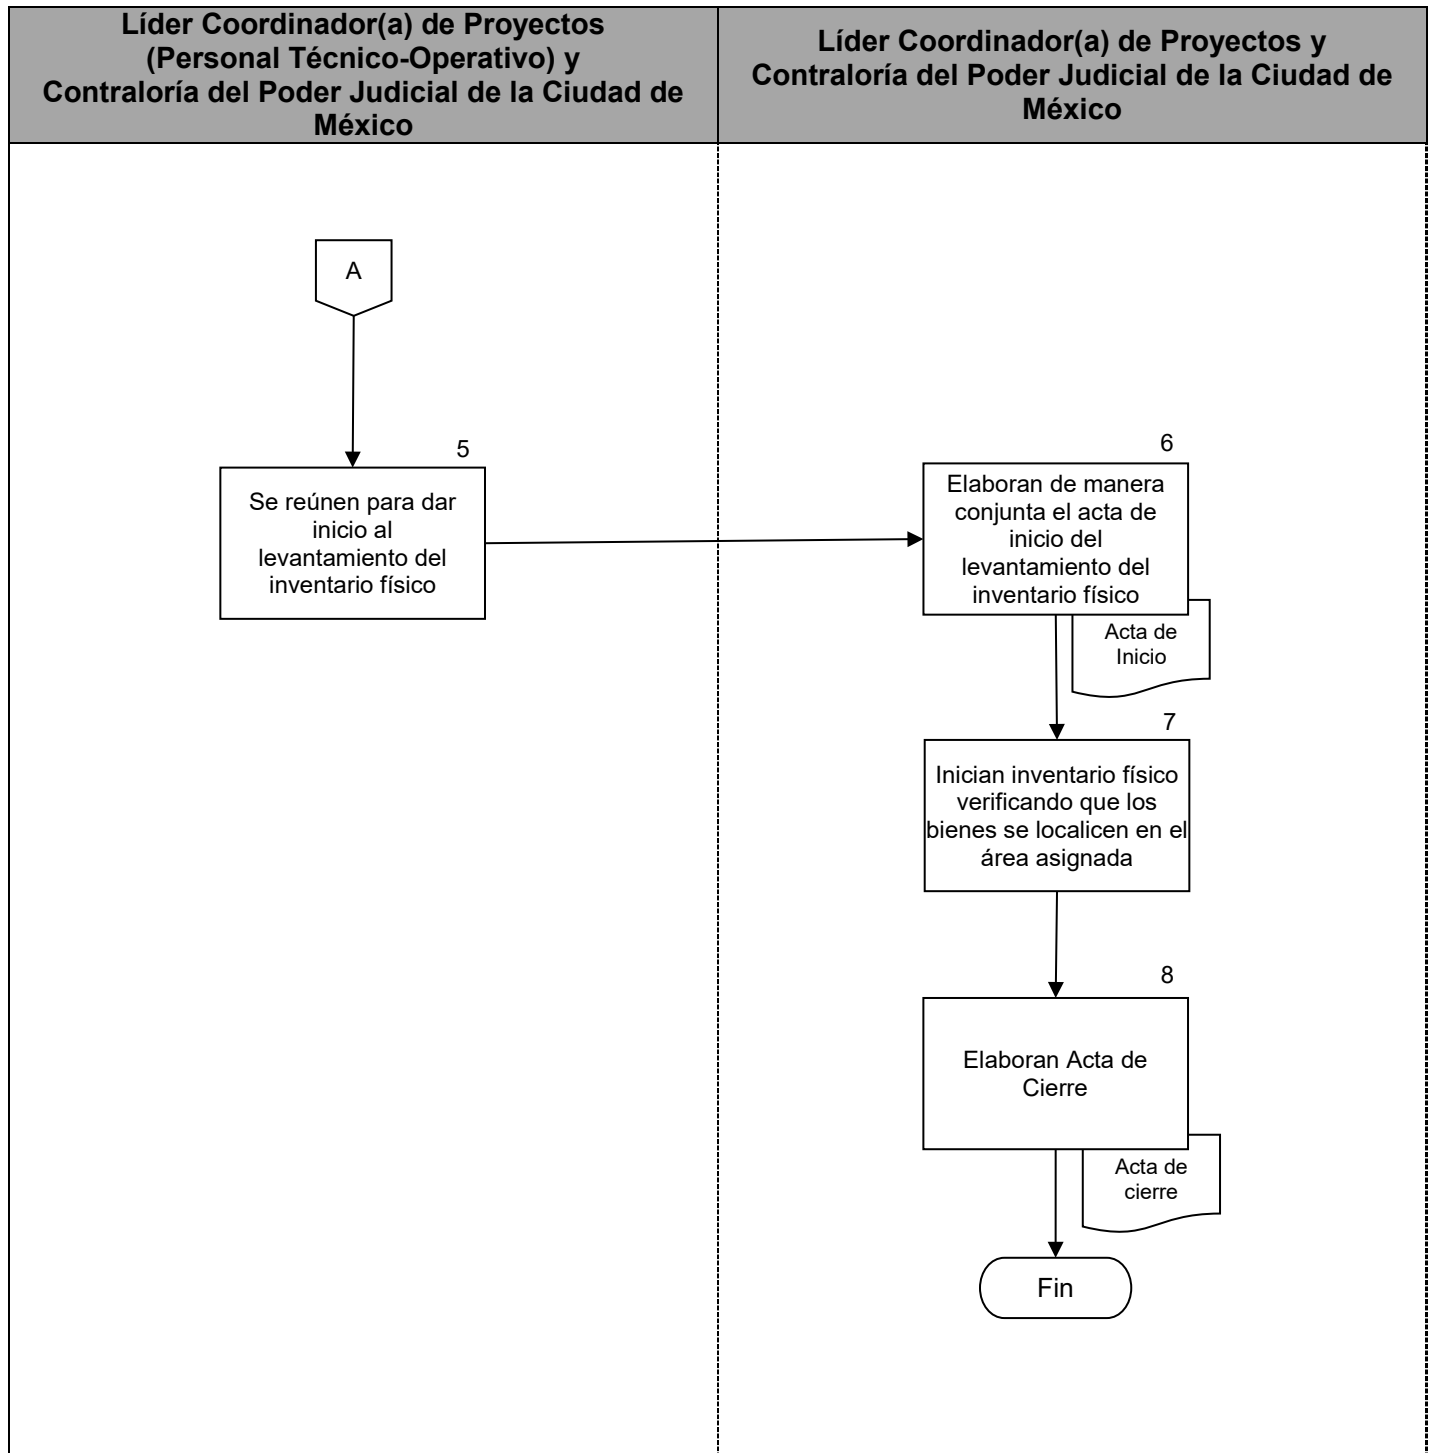 Líder Coordinador(a) de Proyectos
(Personal Técnico-Operativo) y
Contraloría del Poder Judicial de la Ciudad de
México
Líder Coordinador(a) de Proyectos y
Contraloría del Poder Judicial de la Ciudad de
México
A
5
Se reúnen para dar
inicio al
levantamiento del
inventario físico
6
Elaboran de manera
conjunta el acta de
inicio del
levantamiento del
inventario físico
Acta de
Inicio
7
Inician inventario físico
verificando que los
bienes se localicen en el
área asignada
8
Elaboran Acta de
Cierre
Acta de
cierre
Fin